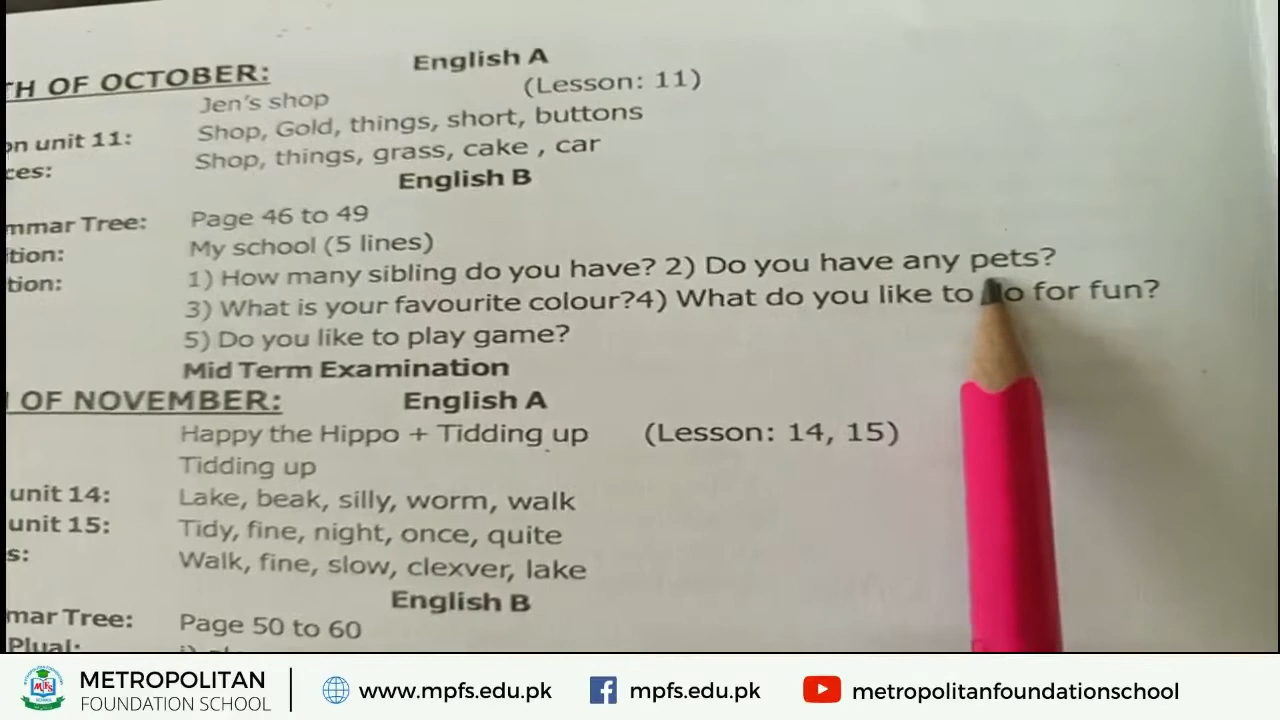 TH OF OCTOBER: English A
Jen's shop (Lesson: 11)
on unit 11: Shop, Gold, things, short, buttons
ces: Shop, things, grass, cake , car
English B
mmar Tree: Page 46 to 49
tion: My school (5 lines)
tion: 1) How many sibling do you have? 2) Do you have any pets?
3) What is your favourite colour?4) What do you like to do for fun?
5) Do you like to play game?
Mid Term Examination
OF NOVEMBER: English A
Happy the Hippo + Tidding up (Lesson: 14, 15)
Tidding up
unit 14: Lake, beak, silly, worm, walk
unit 15: Tidy, fine, night, once, quite
s: Walk, fine, slow, clexver, lake
English B
mar Tree: Page 50 to 60
Plual:
METROPOLITAN
FOUNDATION SCHOOL
www.mpfs.edu.pk
mpfs.edu.pk
metropolitanfoundationschool